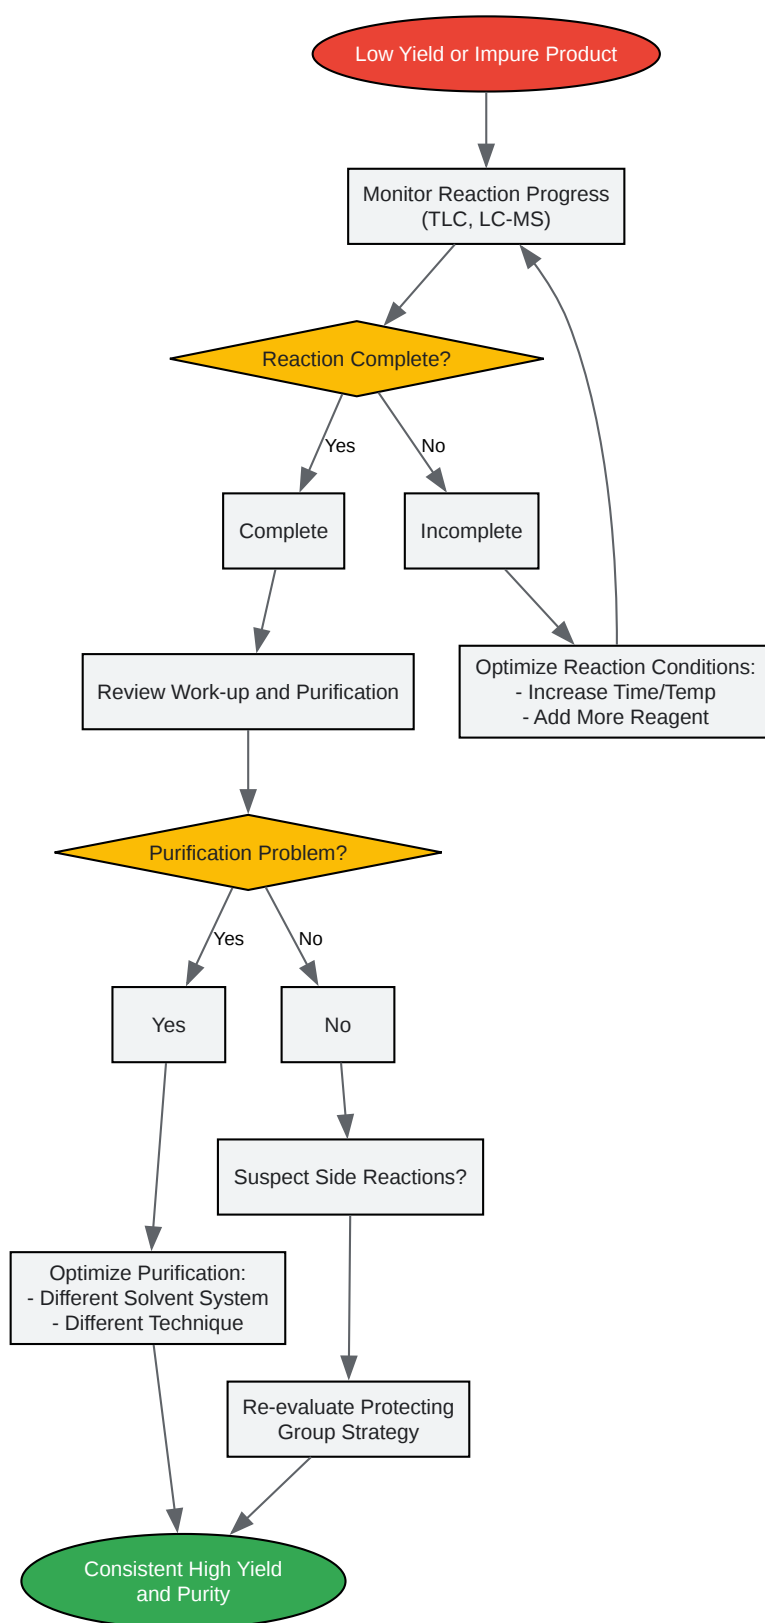 Low Yield or Impure Product
Monitor Reaction Progress
(TLC, LC-MS)
Reaction Complete?
Yes
No
Complete
Incomplete
Optimize Reaction Conditions:
- Increase Time/Temp
- Add More Reagent
Review Work-up and Purification
Purification Problem?
Yes
No
Yes
No
Suspect Side Reactions?
Optimize Purification:
- Different Solvent System
- Different Technique
Re-evaluate Protecting
Group Strategy
Consistent High Yield
and Purity